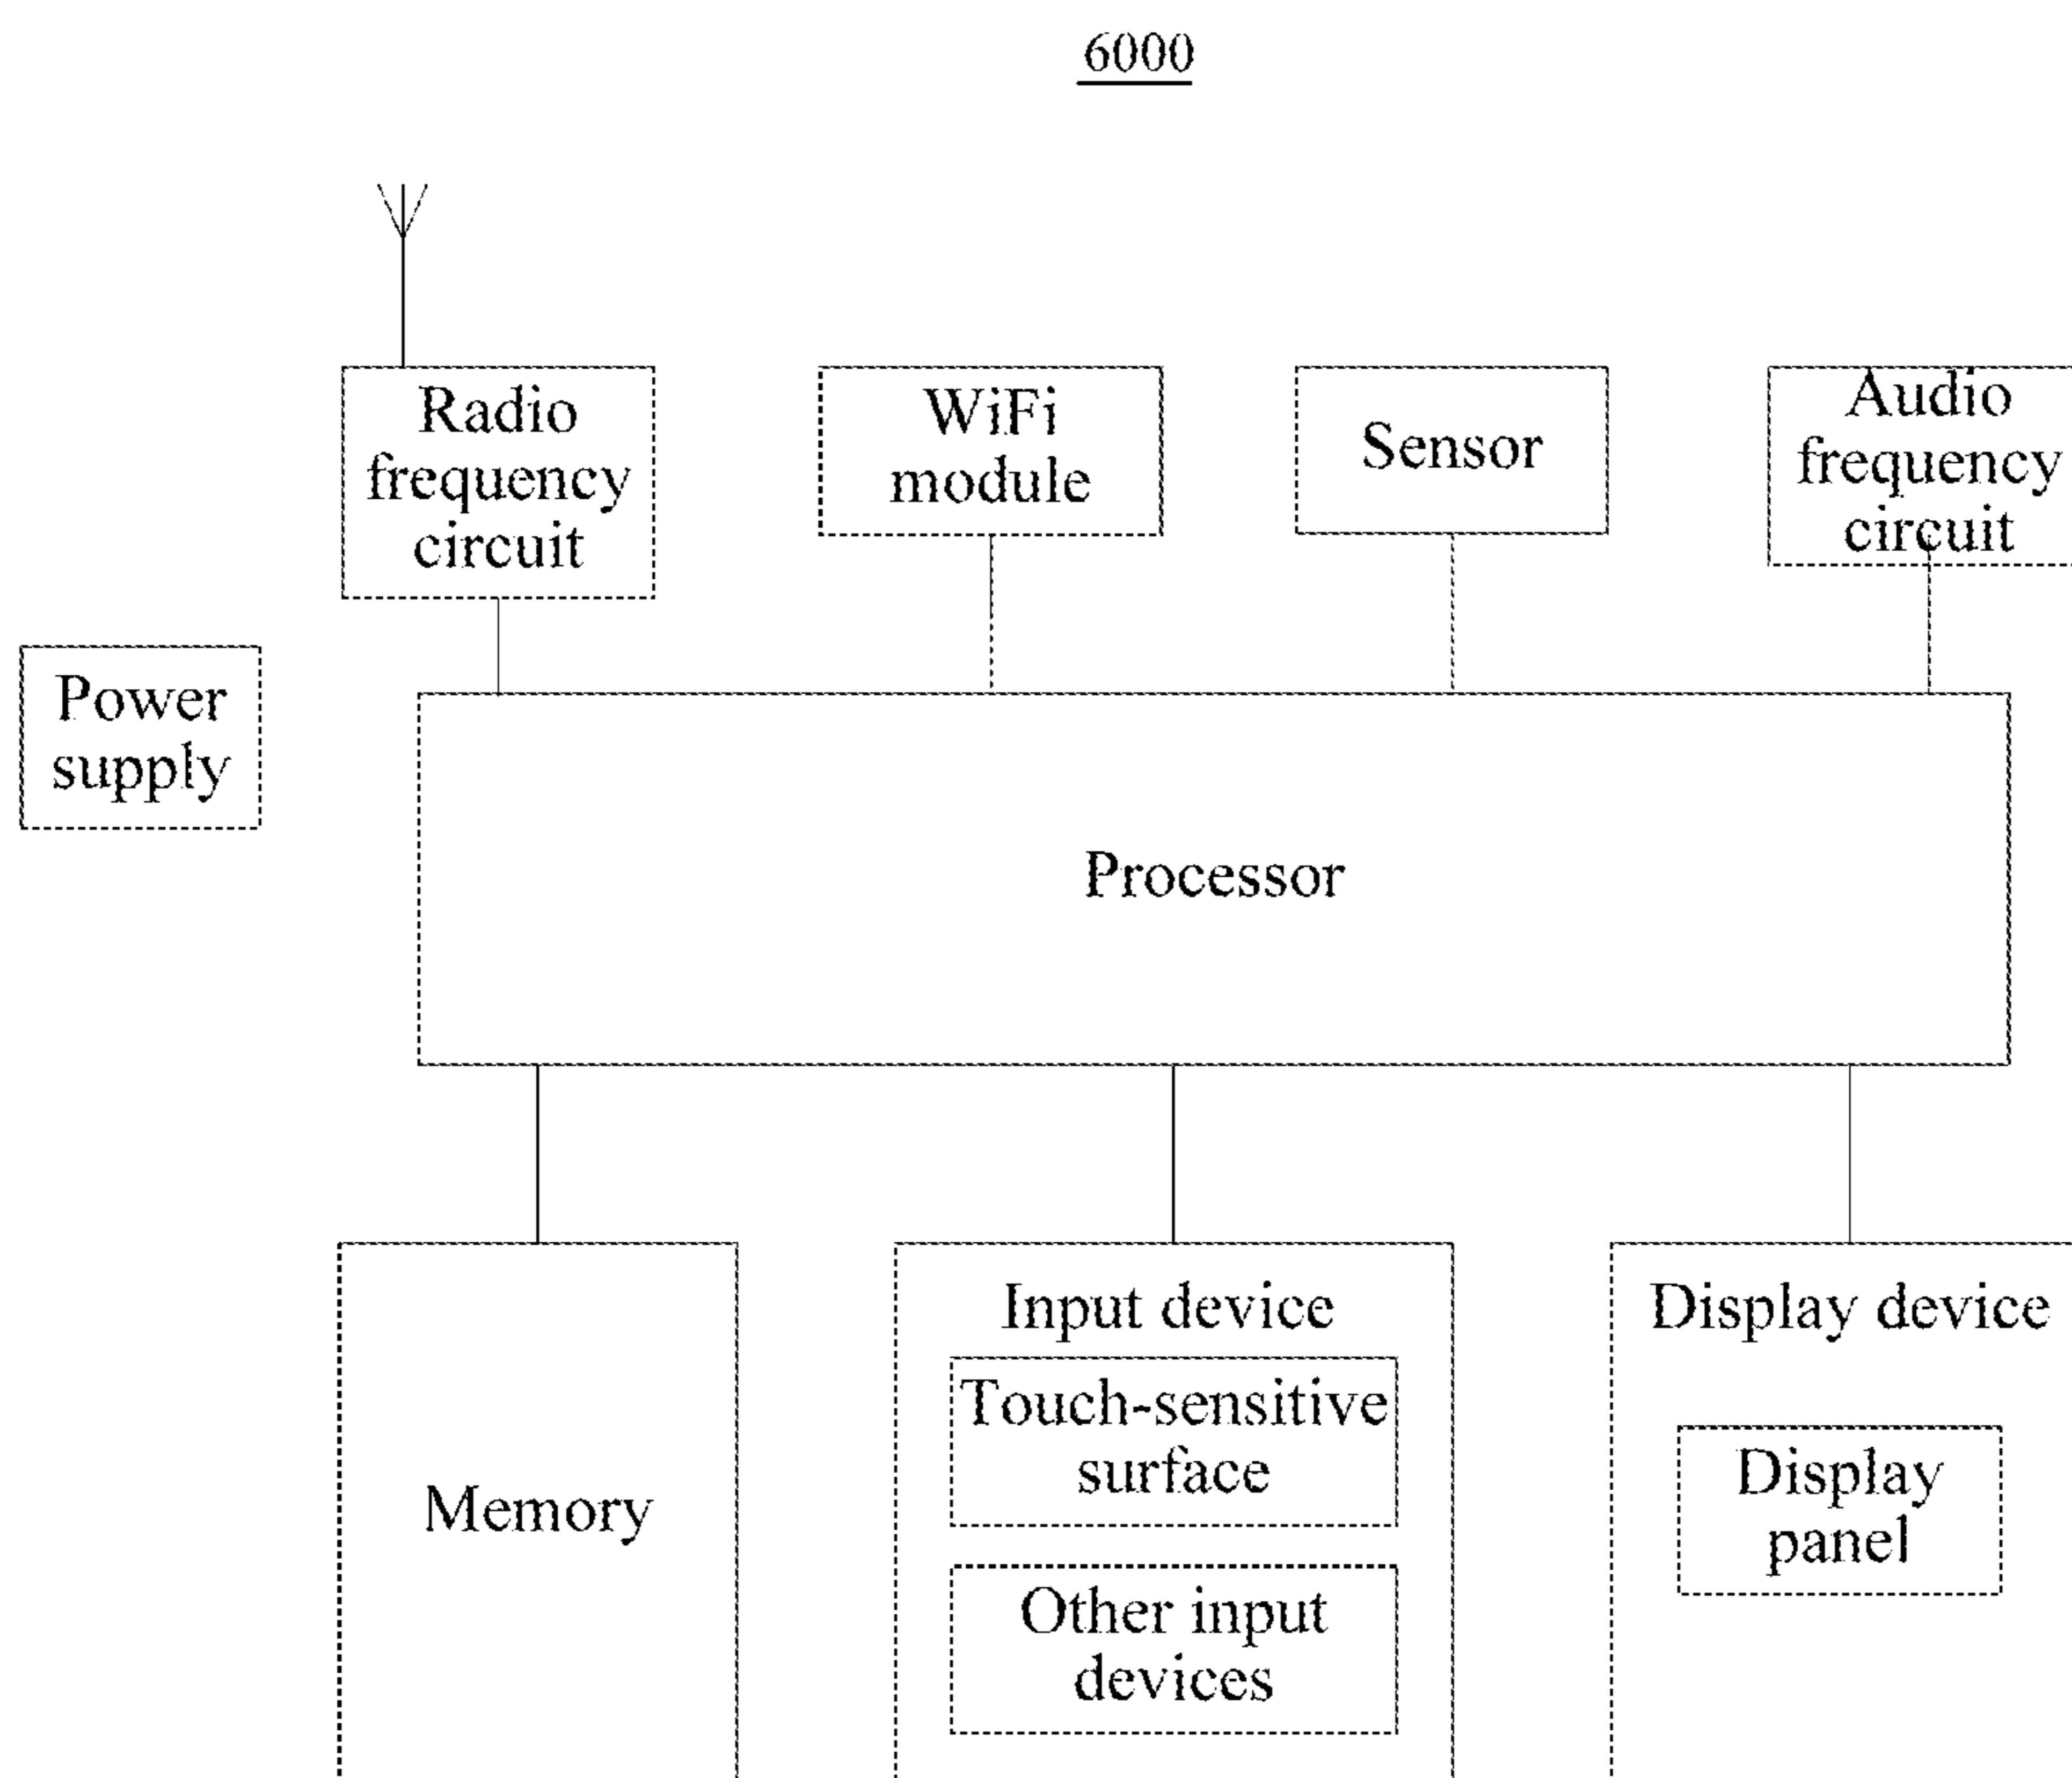 6000
Radio
frequency
circuit
WiFi
module
Sensor
Audio
frequency
circuit
Power
supply
Processor
Memory
Input device
Touch-sensitive
surface
Other input
devices
Display device
Display
panel